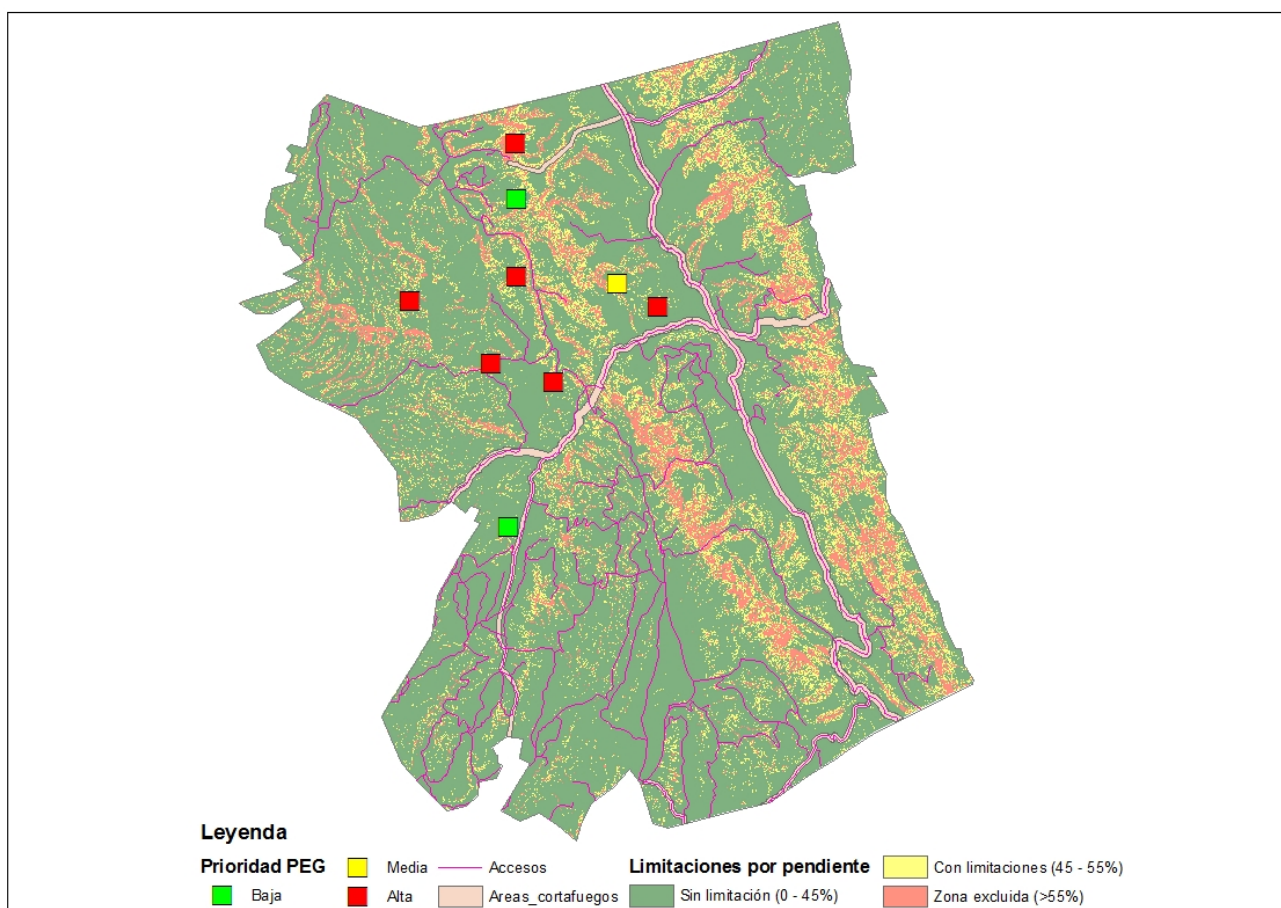 Leyenda
Prioridad PEG
Baja
Media
Alta
Accesos
Areas_cortafuegos
Limitaciones por pendiente
Sin limitación (0 - 45%)
Con limitaciones (45 - 55%)
Zona excluida (>55%)